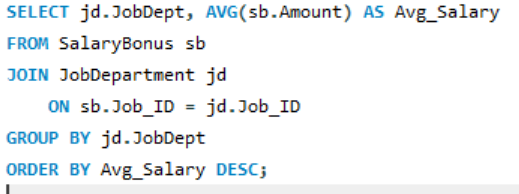 SELECT jd.JobDept, AVG(sb.Amount) AS Avg_Salary
FROM SalaryBonus sb
JOIN JobDepartment jd
    ON sb.Job_ID = jd.Job_ID
GROUP BY jd.JobDept
ORDER BY Avg_Salary DESC;